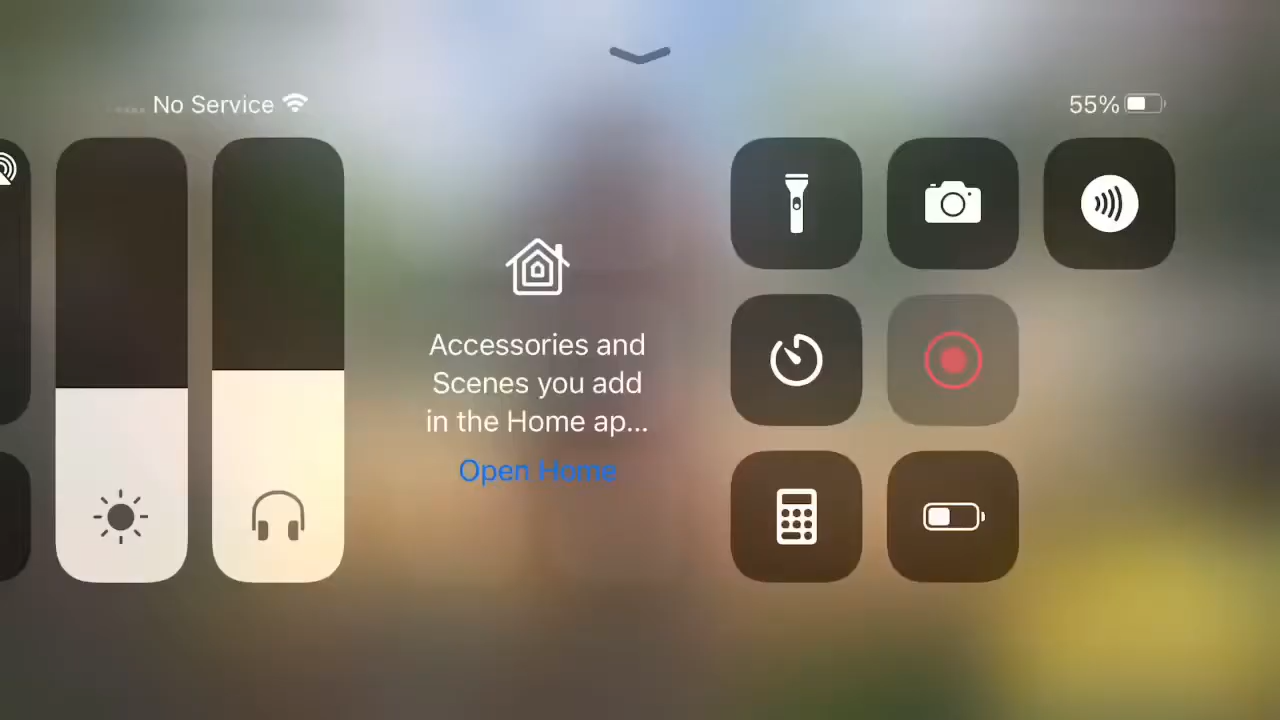 No Service
55%
Accessories and
Scenes you add
in the Home ap...
Open Home